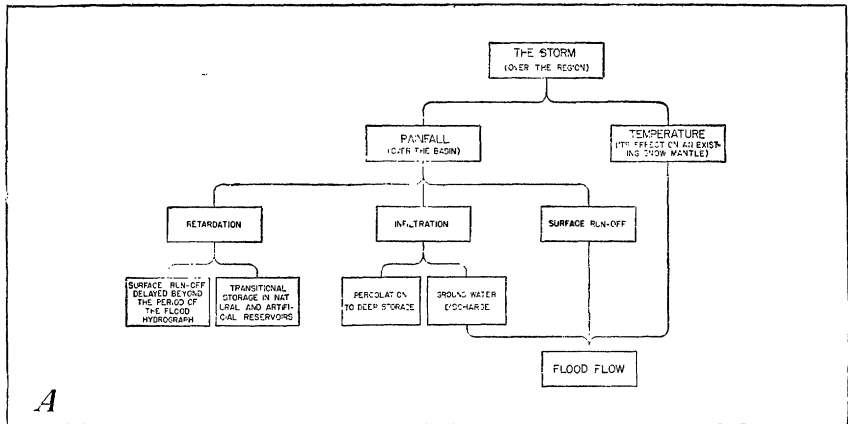 THE STORM
(OVER THE REGION)
RAINFALL
(OVER THE BASIN)
TEMPERATURE
(ITS EFFECT ON AN EXIST-
ING SNOW MANTLE)
RETARDATION
INFILTRATION
SURFACE RUN-OFF
SURFACE RUN-OFF
DELAYED BEYOND
THE PERIOD OF
THE FLOOD
HYDROGRAPH
TRANSITIONAL
STORAGE IN NAT
URAL AND ARTIFI-
CIAL RESERVOIRS
PERCOLATION
TO DEEP STORAGE
GROUND WATER
DISCHARGE
FLOOD FLOW
A